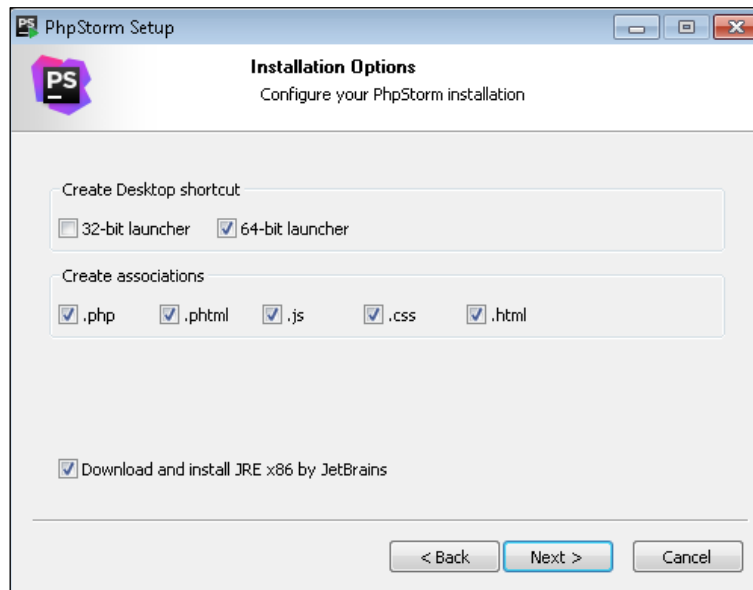 PS PhpStorm Setup
PS
Installation Options
Configure your PhpStorm installation
Create Desktop shortcut
32-bit launcher 64-bit launcher
Create associations
.php .phtml .js .css .html
Download and install JRE x86 by JetBrains
< Back Next > Cancel